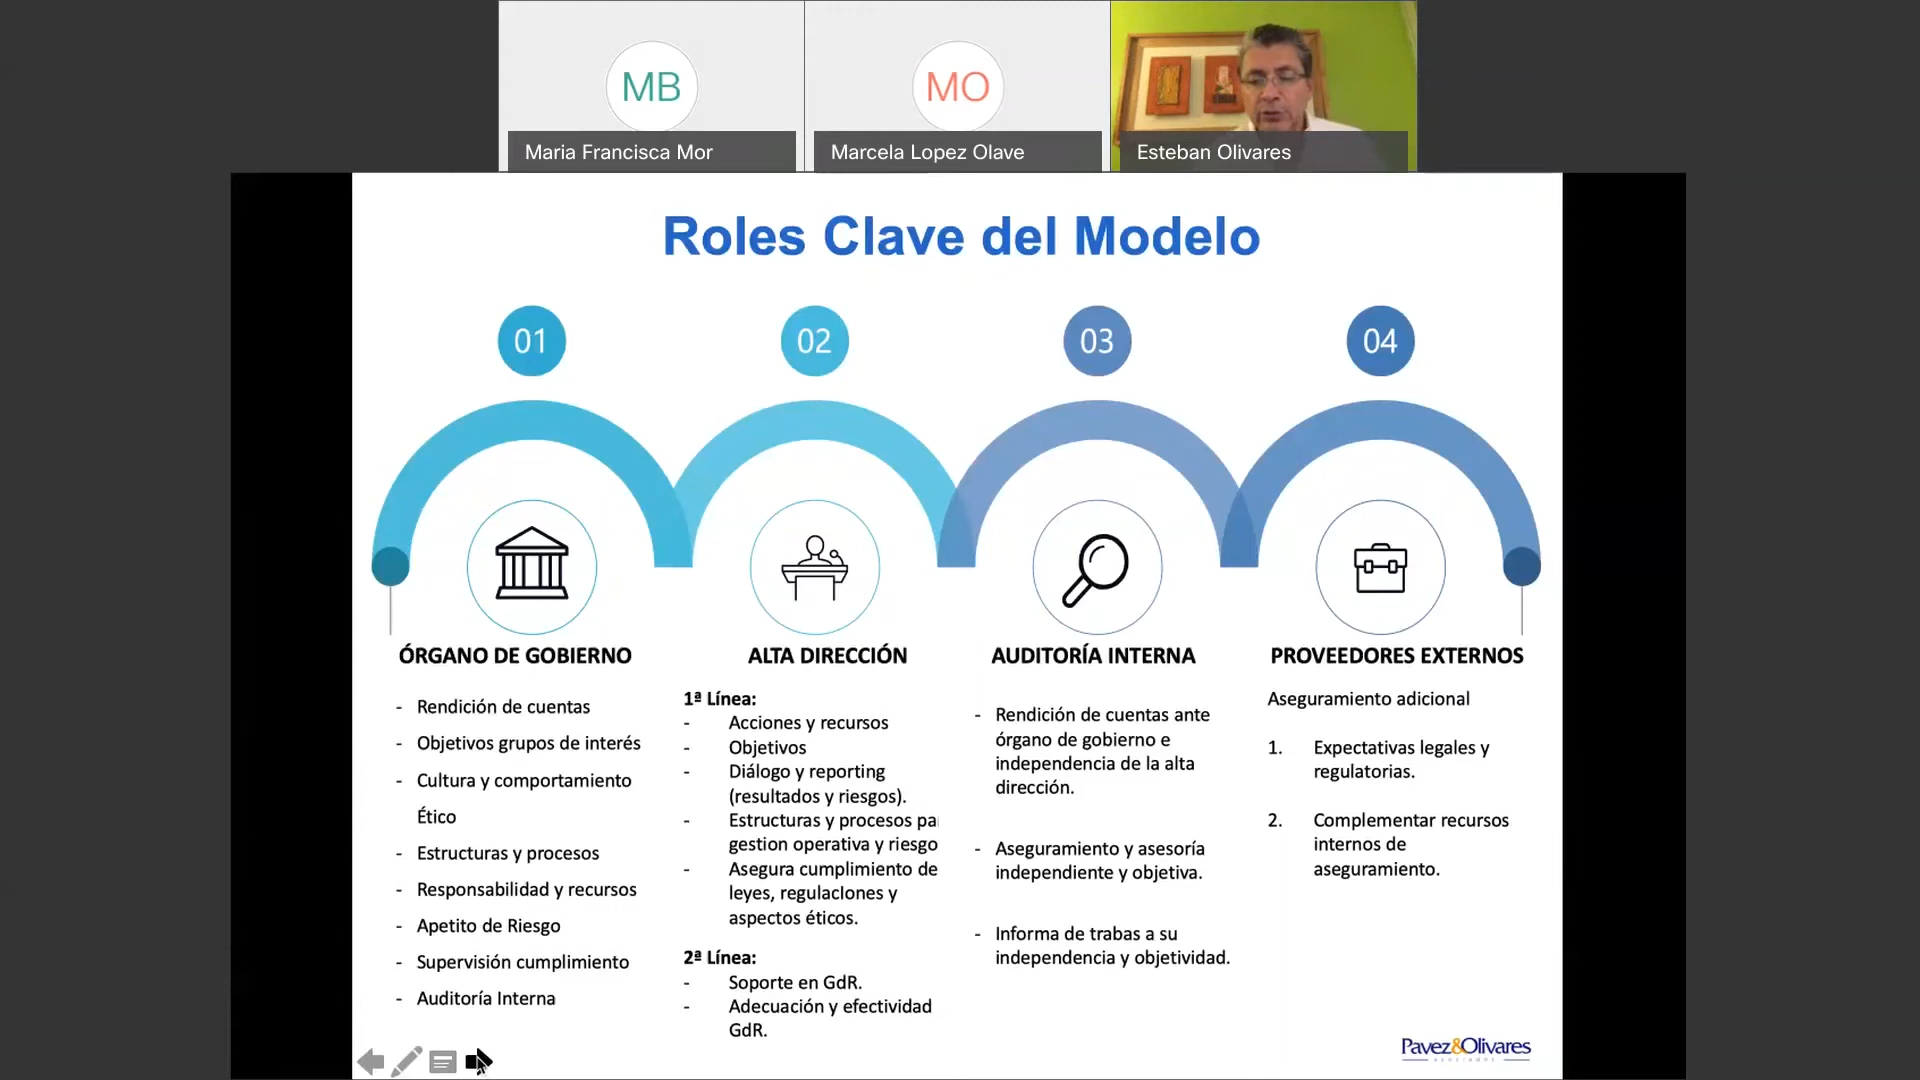 MB
MO
Maria Francisca Mor
Marcela Lopez Olave
Esteban Olivares
Roles Clave del Modelo
01
02
03
04
ÓRGANO DE GOBIERNO
- Rendición de cuentas
- Objetivos grupos de interés
- Cultura y comportamiento
Ético
- Estructuras y procesos
- Responsabilidad y recursos
- Apetito de Riesgo
- Supervisión cumplimiento
- Auditoría Interna
ALTA DIRECCIÓN
1ª Línea:
- Acciones y recursos
- Objetivos
- Diálogo y reporting
(resultados y riesgos).
- Estructuras y procesos pa
gestion operativa y riesgo
- Asegura cumplimiento de
leyes, regulaciones y
aspectos éticos.
2ª Línea:
- Soporte en GdR.
- Adecuación y efectividad
GdR.
AUDITORÍA INTERNA
- Rendición de cuentas ante
órgano de gobierno e
independencia de la alta
dirección.
- Aseguramiento y asesoría
independiente y objetiva.
- Informa de trabas a su
independencia y objetividad.
PROVEEDORES EXTERNOS
Aseguramiento adicional
1. Expectativas legales y
regulatorias.
2. Complementar recursos
internos de
aseguramiento.
Pavez&Olivares